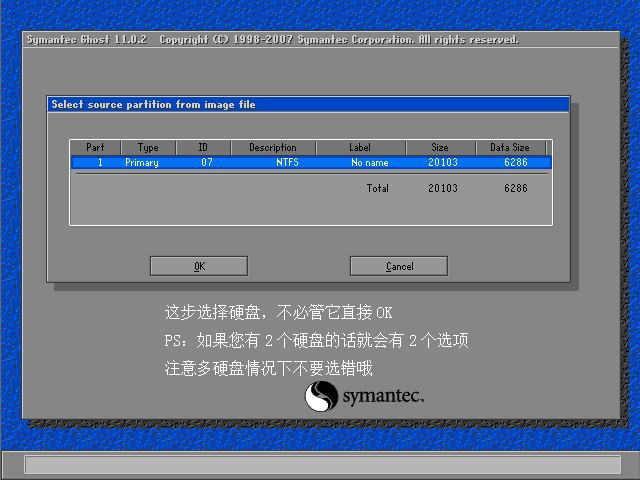 Symantec Ghost 11.0.2 Copyright (C) 1998-2007 Symantec Corporation. All rights reserved.
Select source partition from image file
Part Type ID Description Label Size Data Size
1 Primary 07 NTFS No name 20103 6286
Total 20103 6286
OK Cancel
这步选择硬盘，不必管它直接OK
PS：如果您有2个硬盘的话就会有2个选项
注意多硬盘情况下不要选错哦
symantec.